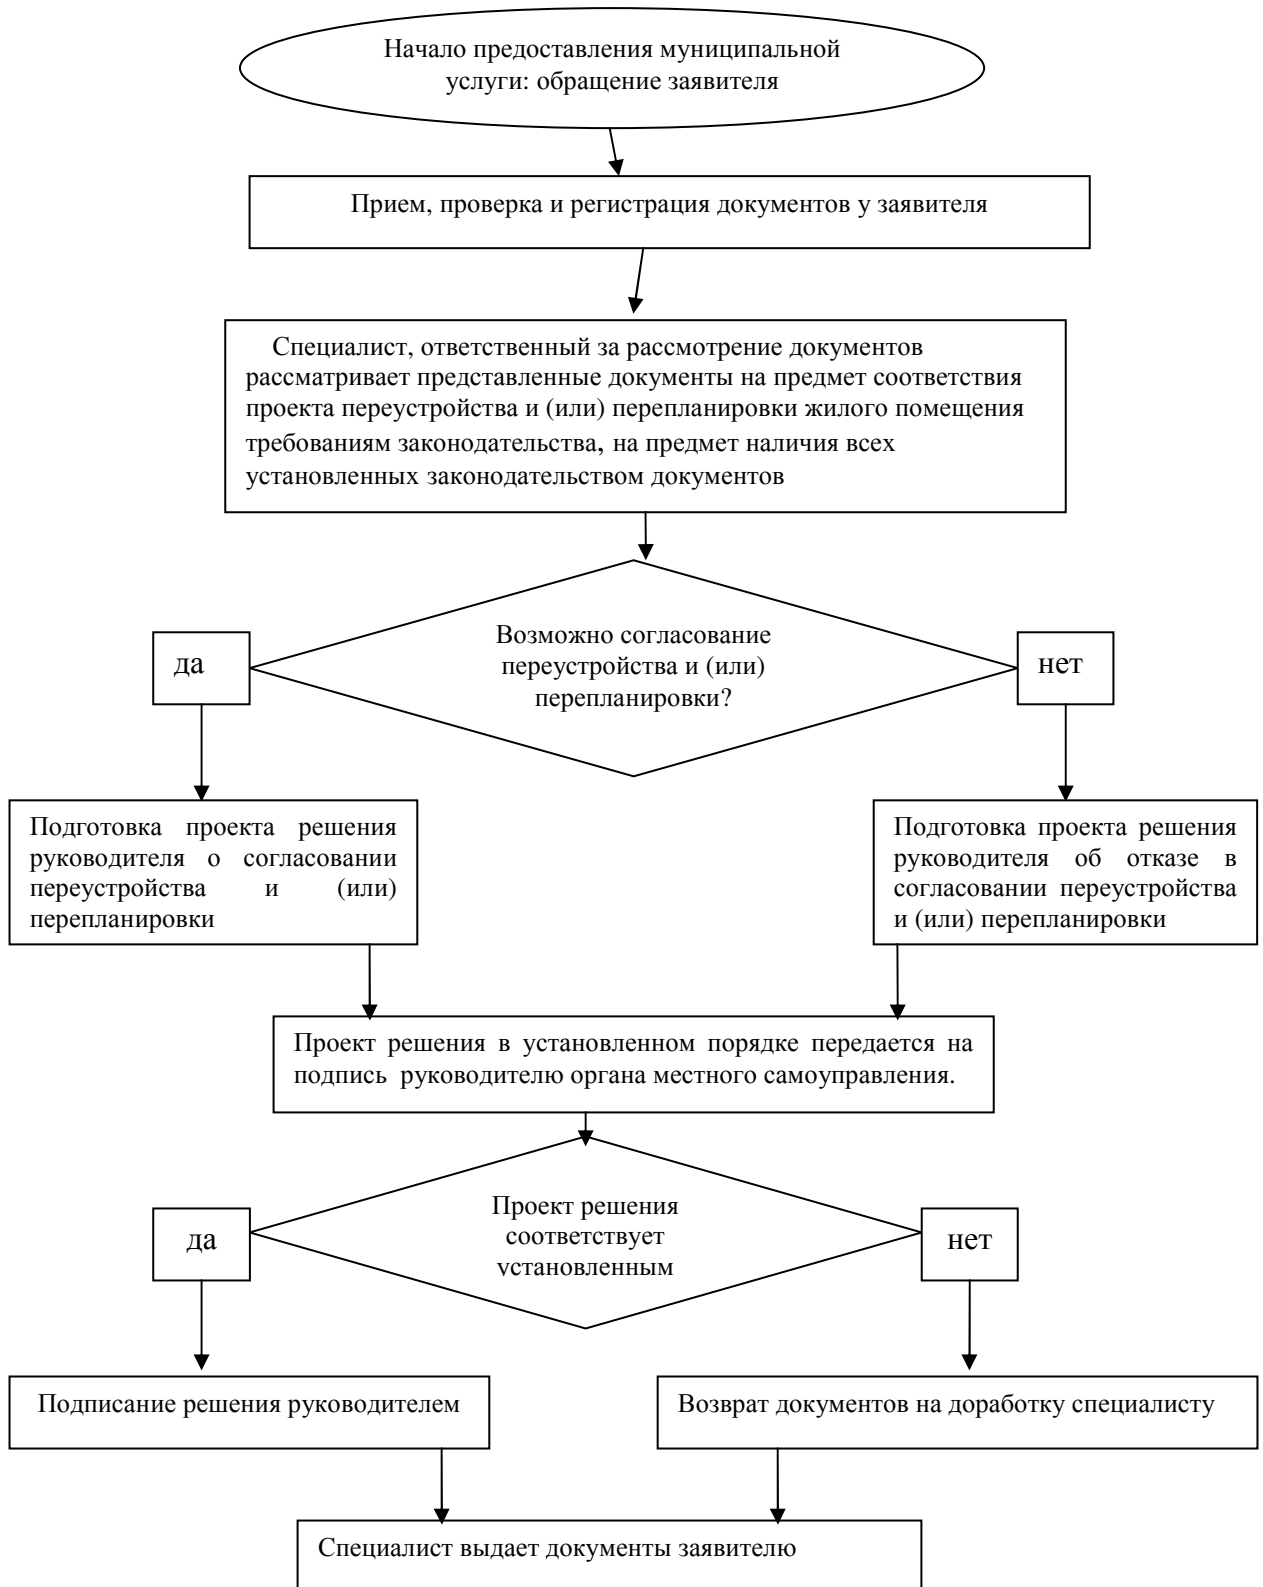 Начало предоставления муниципальной
услуги: обращение заявителя
Прием, проверка и регистрация документов у заявителя
Специалист, ответственный за рассмотрение документов
рассматривает представленные документы на предмет соответствия
проекта переустройства и (или) перепланировки жилого помещения
требованиям законодательства, на предмет наличия всех
установленных законодательством документов
Возможно согласование
переустройства и (или)
перепланировки?
да
нет
Подготовка проекта решения
руководителя о согласовании
переустройства и (или)
перепланировки
Подготовка проекта решения
руководителя об отказе в
согласовании переустройства
и (или) перепланировки
Проект решения в установленном порядке передается на
подпись руководителю органа местного самоуправления.
Проект решения
соответствует
установленным
да
нет
Подписание решения руководителем
Возврат документов на доработку специалисту
Специалист выдает документы заявителю